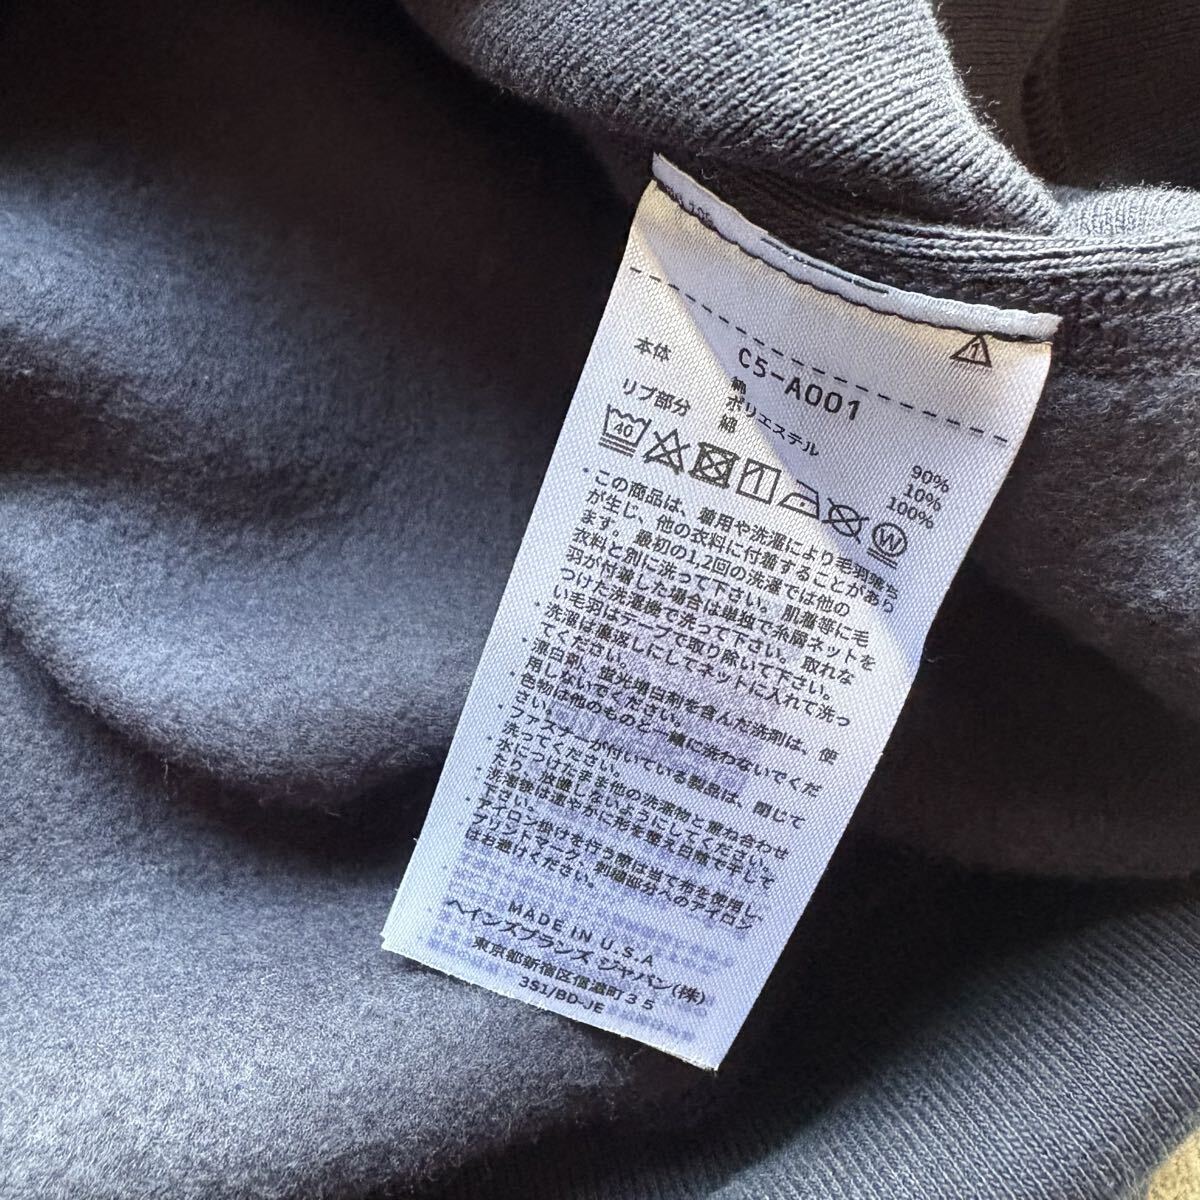 C5-A001
本体 綿 90%
ポリエステル 10%
リブ部分 綿 100%
40
W
・この商品は、着用や洗濯により毛羽落ち
が生じ、他の衣料に付着することがあり
ます。最初の1,2回の洗濯では他の
衣料と別に洗って下さい。肌着等に毛
羽が付着した場合は単独で糸屑ネットを
つけた洗濯機で洗って下さい。取れな
い毛羽はテープで取り除いて下さい。
・洗濯は裏返しにしてネットに入れて洗っ
てください。
・漂白剤、蛍光増白剤を含んだ洗剤は、使
用しないでください。
・色物は他のものと一緒に洗わないでくだ
さい。
・ファスナーが付いている製品は、閉じて
洗ってください。
・水につけたまま他の洗濯物と重ね合わせ
たり、放置しないようにしてください。
・洗濯後は速やかに形を整え日陰で干して
下さい。
・アイロン掛けを行う際は当て布を使用し、
プリントマーク、刺繍部分へのアイロン
はお避けください。
MADE IN U.S.A
ヘインズブランズ ジャパン(株)
東京都新宿区信濃町35
3S1/BD-JE